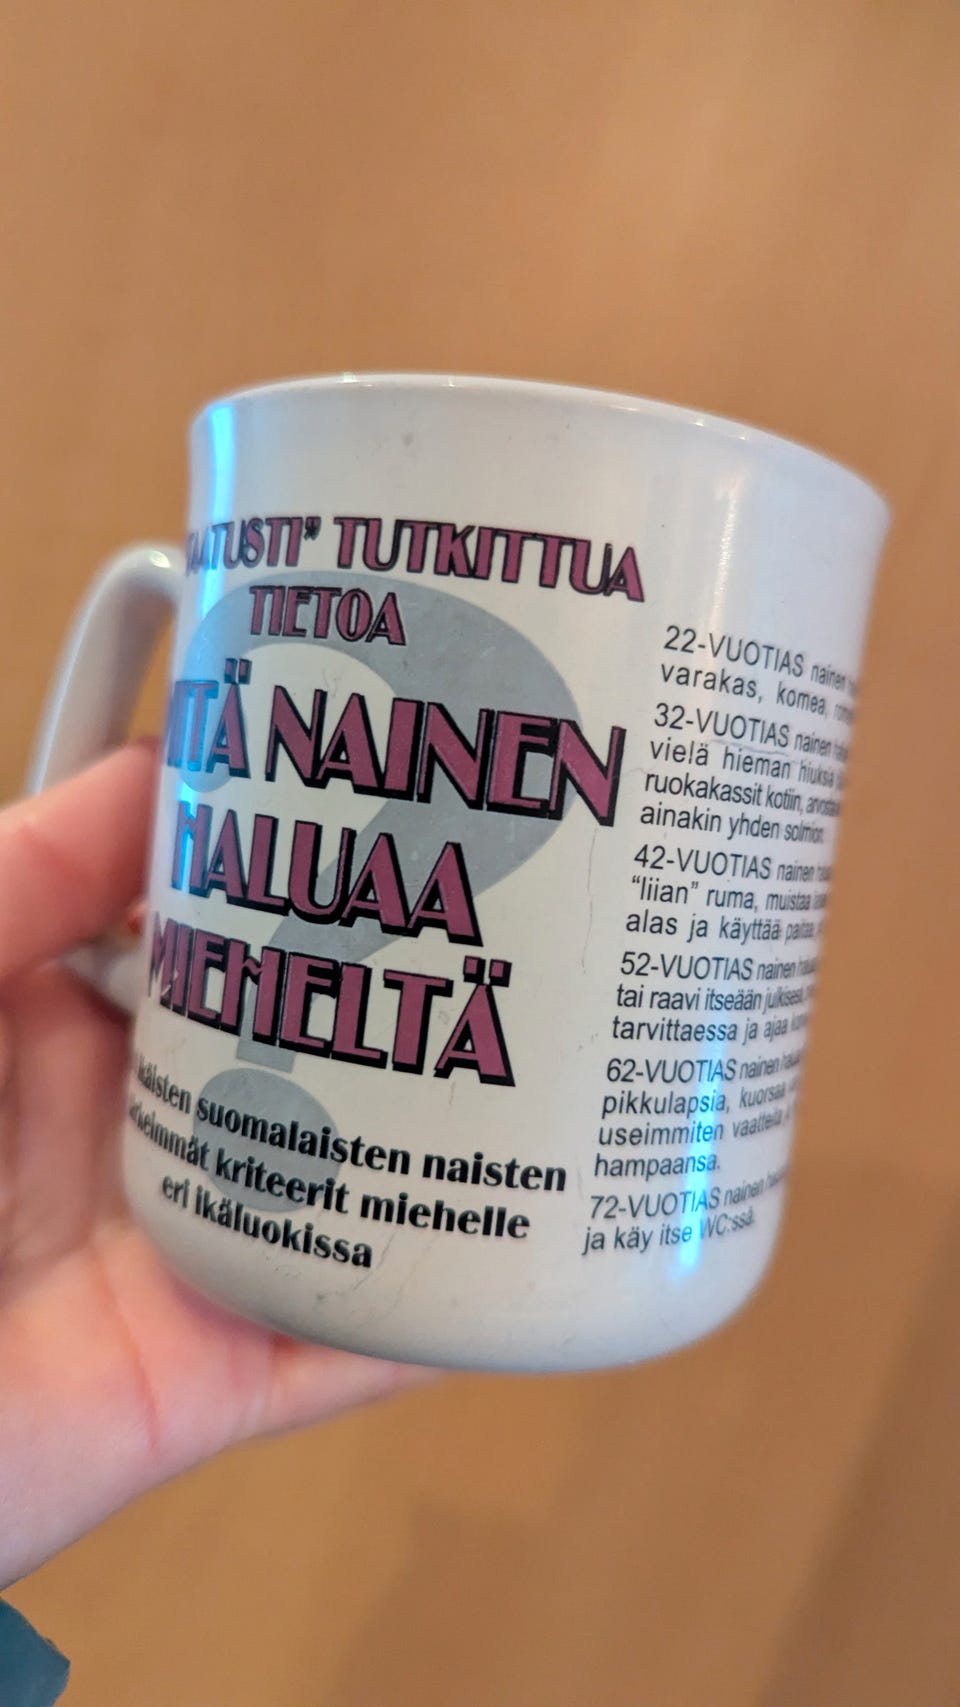 TUTKITTUA
TIETOA
NAINEN
HALUAA
MIEHELTÄ
suomalaisten naisten
kriteerit miehelle
eri ikäluokissa
22-VUOTIAS nainen
varakas, komea,
32-VUOTIAS nainen
vielä hieman hiuksia
ruokakassit kotiin,
ainakin yhden solmion.
42-VUOTIAS nainen
"liian" ruma, muistaa
alas ja käyttää paitaa,
52-VUOTIAS nainen
tai raavi itseään julkisesti,
tarvittaessa ja ajaa
62-VUOTIAS nainen
pikkulapsia, kuorsaa
useimmiten vaatteita
hampaansa.
72-VUOTIAS nainen
ja käy itse WC:ssä.